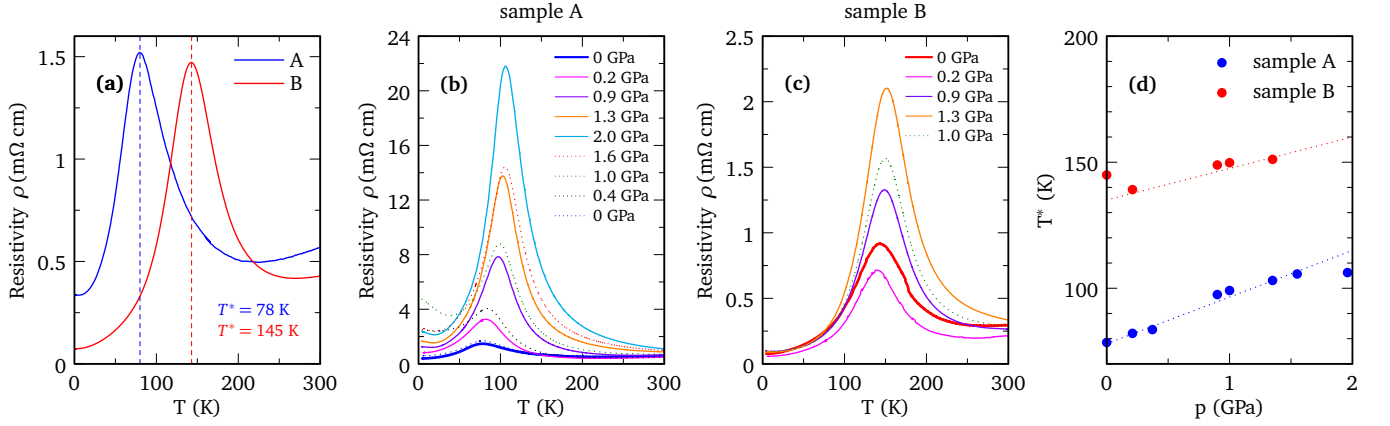 sample A
sample B
(a)
A
B
T* = 78 K
T* = 145 K
0
0.5
1
1.5
0
100
200
300
T (K)
Resistivity ρ (mΩ cm)
(b)
0 GPa
0.2 GPa
0.9 GPa
1.3 GPa
2.0 GPa
1.6 GPa
1.0 GPa
0.4 GPa
0 GPa
0
4
8
12
16
20
24
0
100
200
300
T (K)
Resistivity ρ (mΩ cm)
(c)
0 GPa
0.2 GPa
0.9 GPa
1.3 GPa
1.0 GPa
0
0.5
1
1.5
2
2.5
0
100
200
300
T (K)
Resistivity ρ (mΩ cm)
(d)
sample A
sample B
100
150
200
0
1
2
p (GPa)
T* (K)